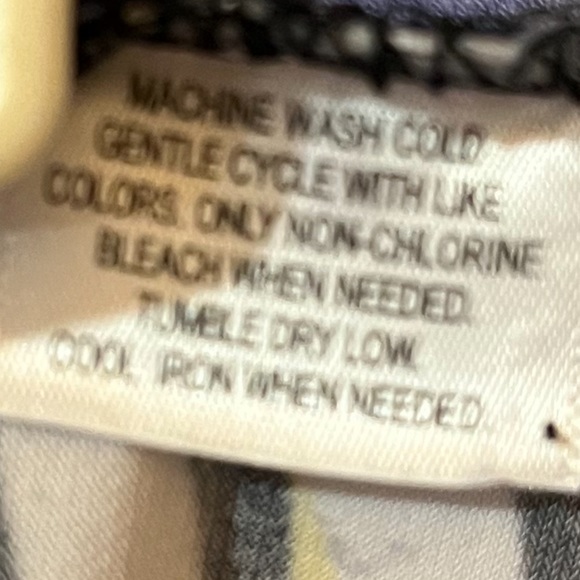 MACHINE WASH COLD
GENTLE CYCLE WITH LIKE
COLORS. ONLY NON-CHLORINE
BLEACH WHEN NEEDED.
TUMBLE DRY LOW.
COOL IRON WHEN NEEDED.